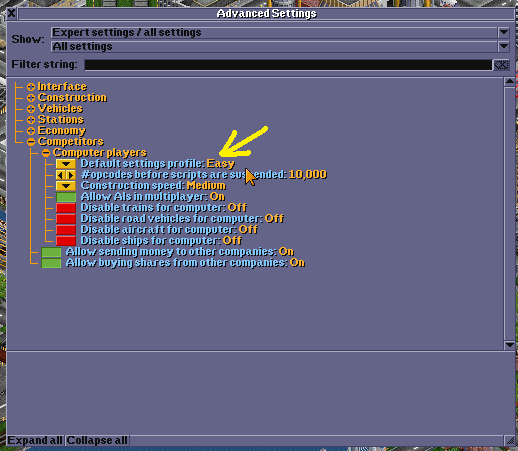 Advanced Settings
Show: Expert settings / all settings
All settings
Filter string:
Interface
Construction
Vehicles
Stations
Economy
Competitors
Computer players
Default settings profile: Easy
#opcodes before scripts are suspended: 10,000
Construction speed: Medium
Allow AIs in multiplayer: On
Disable trains for computer: Off
Disable road vehicles for computer: Off
Disable aircraft for computer: Off
Disable ships for computer: Off
Allow sending money to other companies: On
Allow buying shares from other companies: On
Expand all Collapse all